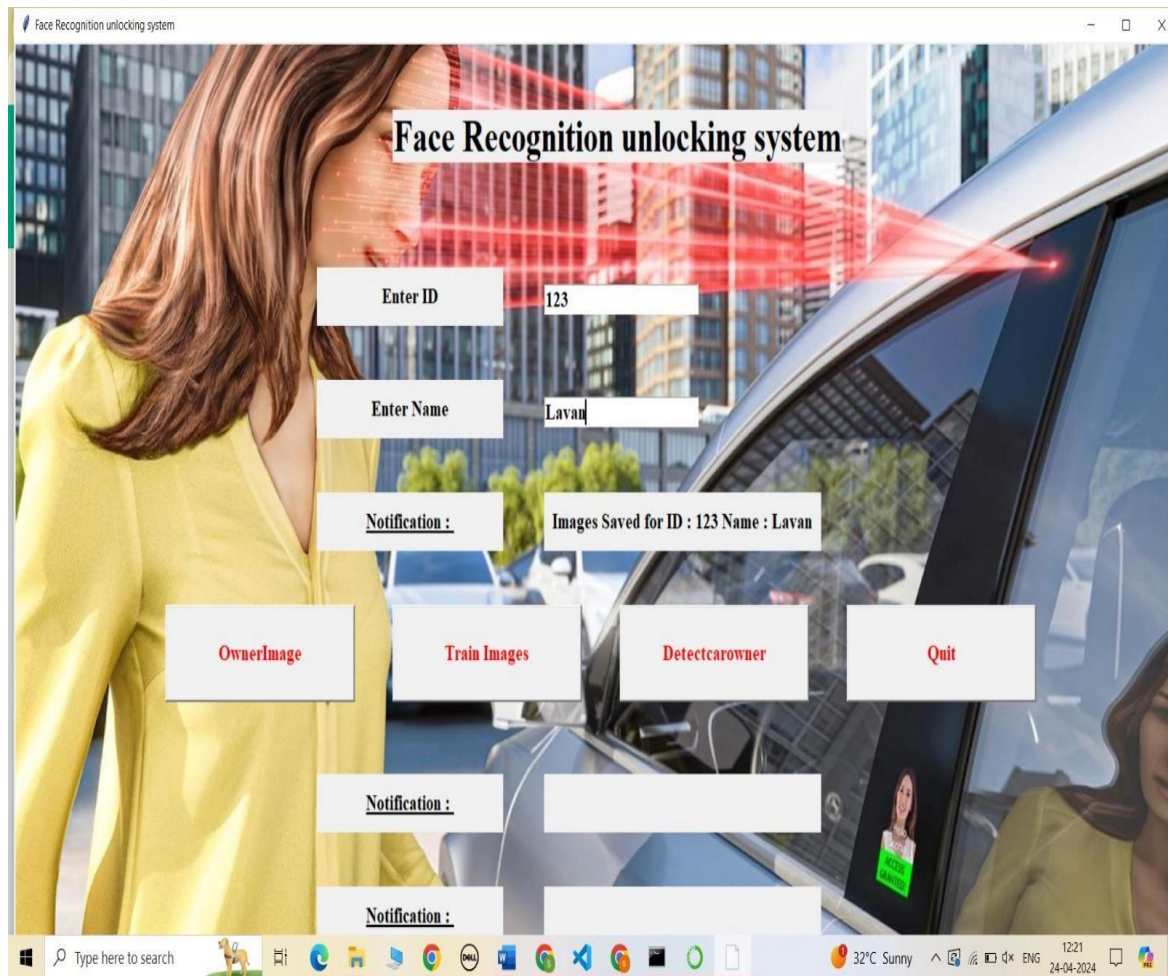 Face Recognition unlocking system
Face Recognition unlocking system
Enter ID
123
Enter Name
Lavan
Notification :
Images Saved for ID : 123 Name : Lavan
OwnerImage
Train Images
Detectcarowner
Quit
Notification :
ACCESS
GRANTED!
Notification :
Type here to search
DELL
32°C Sunny
ENG
12:21
24-04-2024